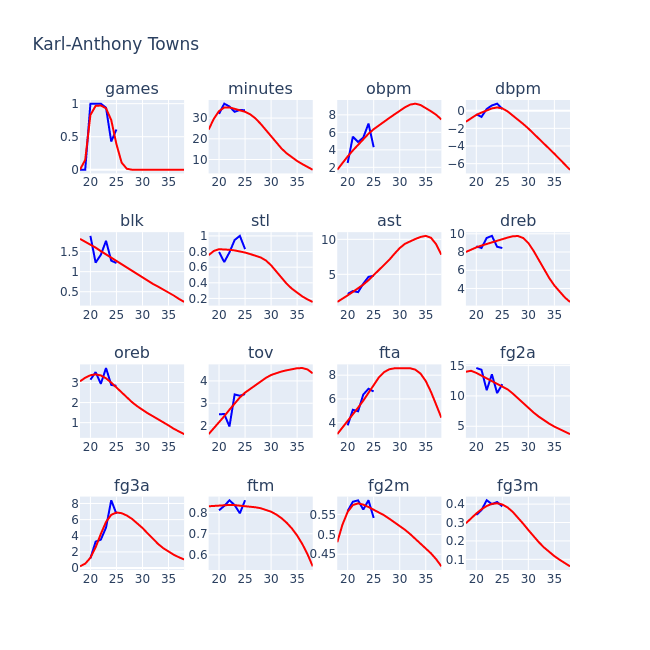 Karl-Anthony Towns
games minutes obpm dbpm
1
0.5
0
20 25 30 35
30
20
10
20 25 30 35
8
6
4
2
20 25 30 35
0
−2
−4
−6
20 25 30 35
blk stl ast dreb
1.5
1
0.5
20 25 30 35
1
0.8
0.6
0.4
0.2
20 25 30 35
10
5
20 25 30 35
10
8
6
4
20 25 30 35
oreb tov fta fg2a
3
2
1
20 25 30 35
4
3
2
20 25 30 35
8
6
4
20 25 30 35
15
10
5
20 25 30 35
fg3a ftm fg2m fg3m
8
6
4
2
0
20 25 30 35
0.8
0.7
0.6
20 25 30 35
0.55
0.5
0.45
20 25 30 35
0.4
0.3
0.2
0.1
20 25 30 35